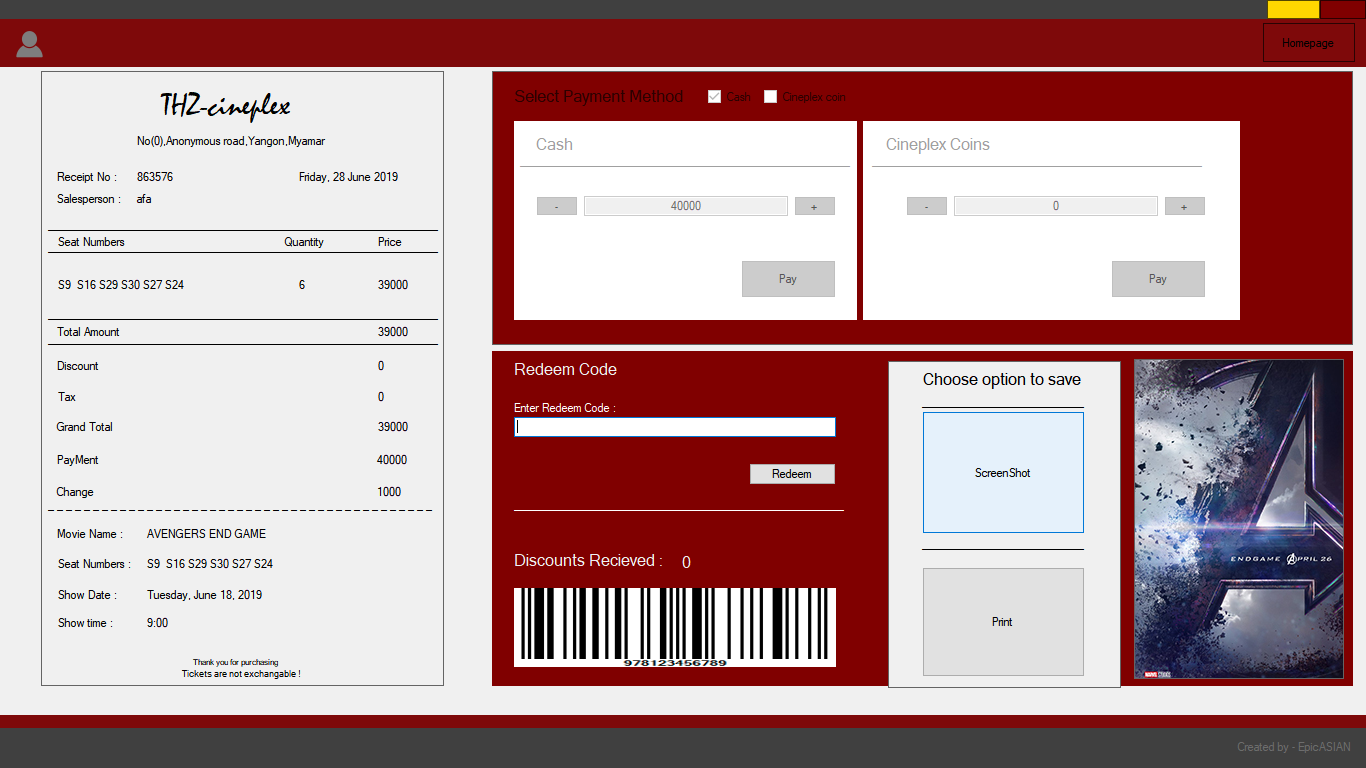 Homepage
THZ-cineplex
No(0),Anonymous road,Yangon,Myamar
Receipt No : 863576 Friday, 28 June 2019
Salesperson : afa
Seat Numbers Quantity Price
S9 S16 S29 S30 S27 S24 6 39000
Total Amount 39000
Discount 0
Tax 0
Grand Total 39000
PayMent 40000
Change 1000
Movie Name : AVENGERS END GAME
Seat Numbers : S9 S16 S29 S30 S27 S24
Show Date : Tuesday, June 18, 2019
Show time : 9:00
Thank you for purchasing
Tickets are not exchangable !
Select Payment Method Cash Cineplex coin
Cash
- 40000 +
Pay
Cineplex Coins
- 0 +
Pay
Redeem Code
Enter Redeem Code :
Redeem
Discounts Recieved : 0
978123456789
Choose option to save
ScreenShot
Print
ENDGAME APRIL 26
MARVEL STUDIOS
Created by - EpicASIAN